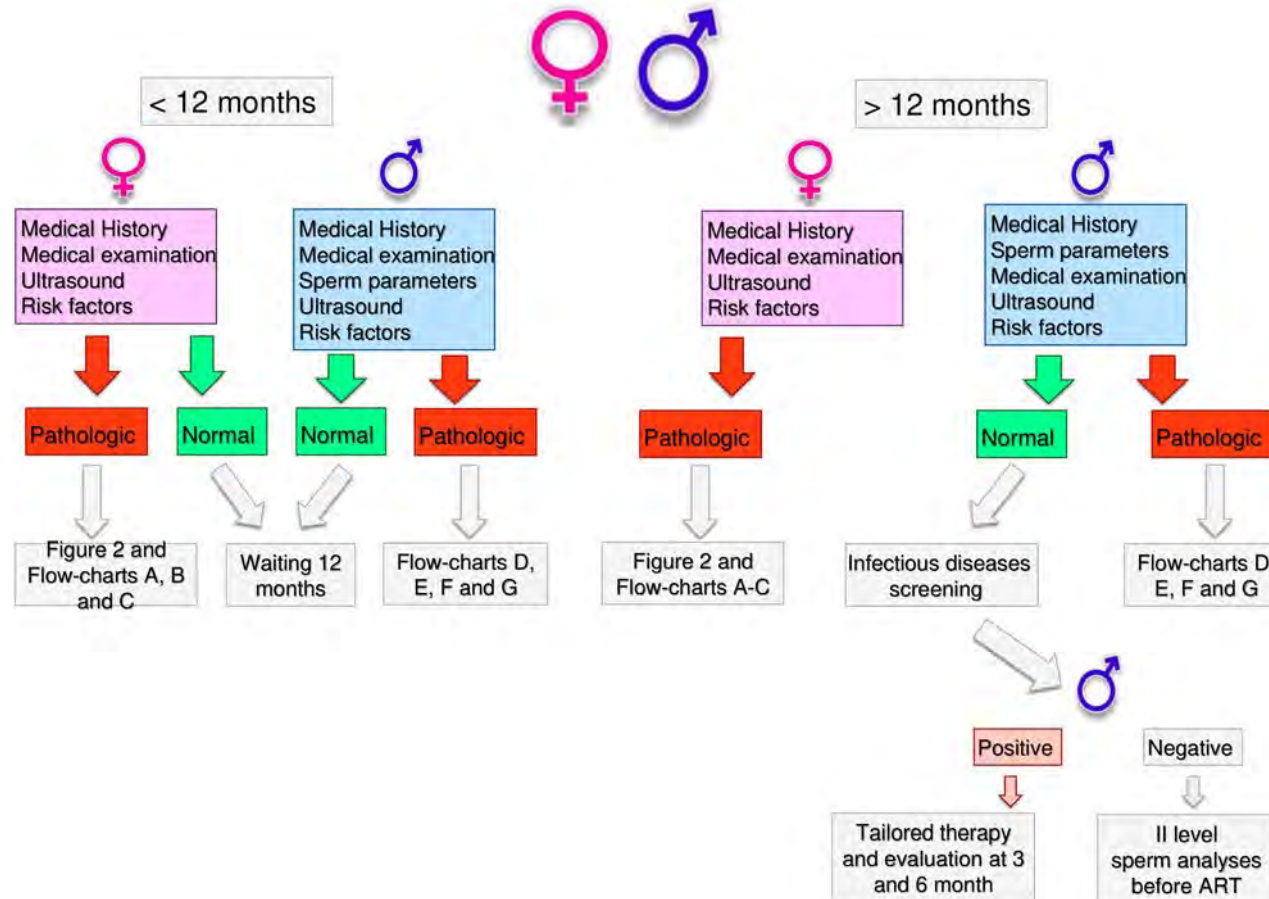 < 12 months
> 12 months
Medical History
Medical examination
Ultrasound
Risk factors
Medical History
Medical examination
Sperm parameters
Ultrasound
Risk factors
Medical History
Medical examination
Ultrasound
Risk factors
Medical History
Sperm parameters
Medical examination
Ultrasound
Risk factors
Pathologic
Normal
Normal
Pathologic
Pathologic
Normal
Pathologic
Figure 2 and
Flow-charts A, B
and C
Waiting 12
months
Flow-charts D,
E, F and G
Figure 2 and
Flow-charts A-C
Infectious diseases
screening
Flow-charts D
E, F and G
Positive
Negative
Tailored therapy
and evaluation at 3
and 6 month
II level
sperm analyses
before ART